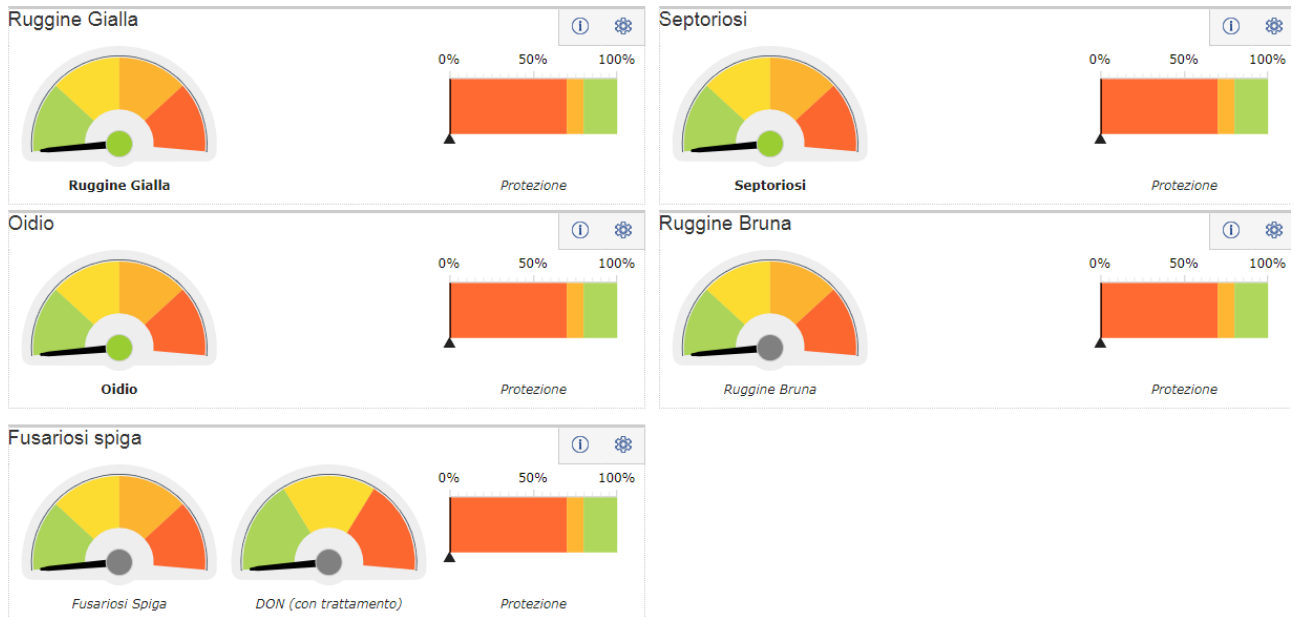 Ruggine Gialla
0% 50% 100%
Ruggine Gialla
Protezione
Septoriosi
0% 50% 100%
Septoriosi
Protezione
Oidio
0% 50% 100%
Oidio
Protezione
Ruggine Bruna
0% 50% 100%
Ruggine Bruna
Protezione
Fusariosi spiga
0% 50% 100%
Fusariosi Spiga
DON (con trattamento)
Protezione